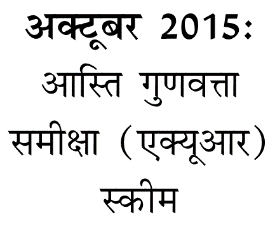 अक्टूबर 2015:
आस्ति गुणवत्ता
समीक्षा (एक्यूआर)
स्कीम